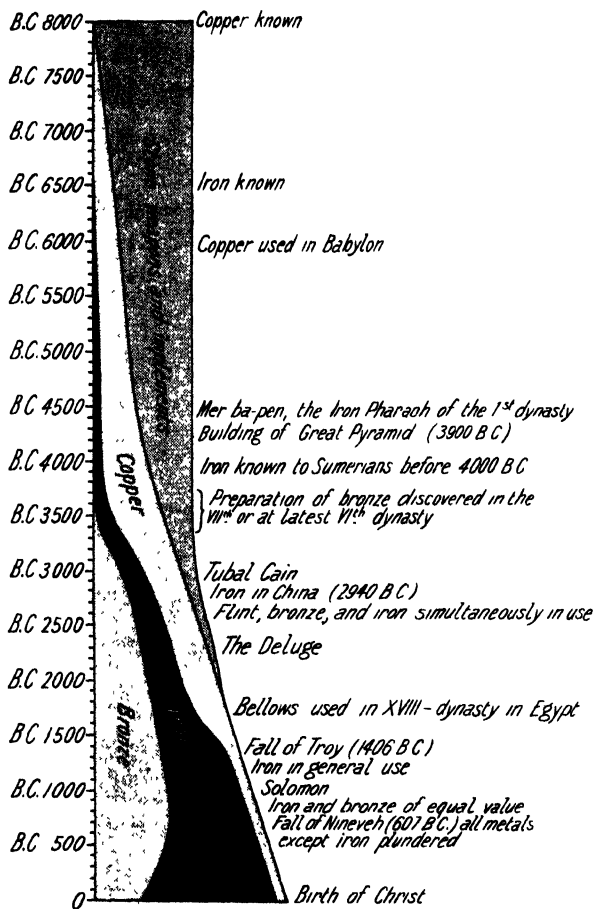 B.C 8000 Copper known
B.C 7500
B.C 7000
B.C 6500 Iron known
B.C. 6000 Copper used in Babylon
B.C 5500
B.C. 5000
B.C 4500 Mer ba-pen, the Iron Pharaoh of the 1st dynasty
Building of Great Pyramid (3900 B C)
B.C 4000 Iron known to Sumerians before 4000 B C
Preparation of bronze discovered in the
B.C 3500 VIIth or at latest VIth dynasty
B.C 3000 Tubal Cain
Iron in China (2940 B C)
Flint, bronze, and iron simultaneously in use
B.C 2500
The Deluge
B.C 2000
Bellows used in XVIII-dynasty in Egypt
B.C 1500
Fall of Troy (1406 B C)
Iron in general use
Solomon
B.C. 1000
Iron and bronze of equal value
Fall of Nineveh (607 B C.) all metals
B.C 500 except iron plundered
0 Birth of Christ
and implements
Copper
Bronze